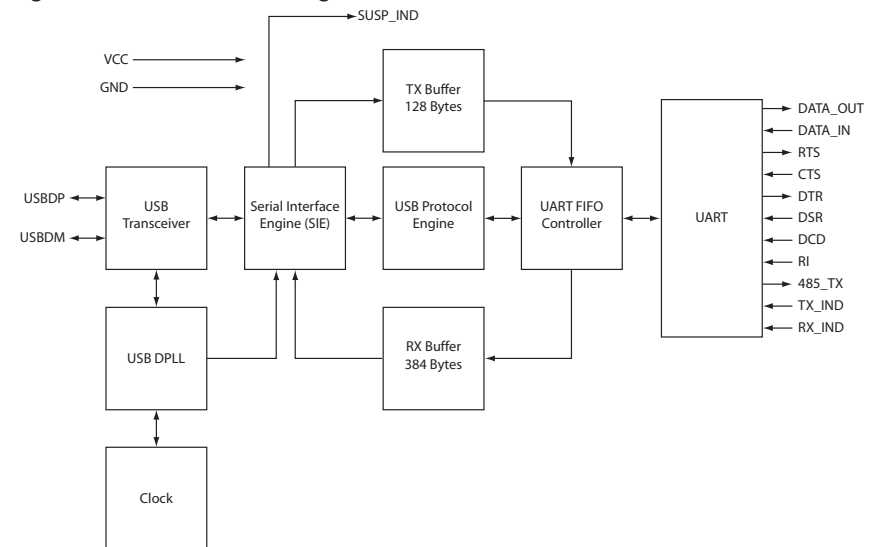 SUSP_IND
VCC
GND
TX Buffer
128 Bytes
DATA_OUT
DATA_IN
RTS
CTS
DTR
DSR
DCD
RI
485_TX
TX_IND
RX_IND
USBDP
USBDM
USB
Transceiver
Serial Interface
Engine (SIE)
USB Protocol
Engine
UART FIFO
Controller
UART
USB DPLL
RX Buffer
384 Bytes
Clock